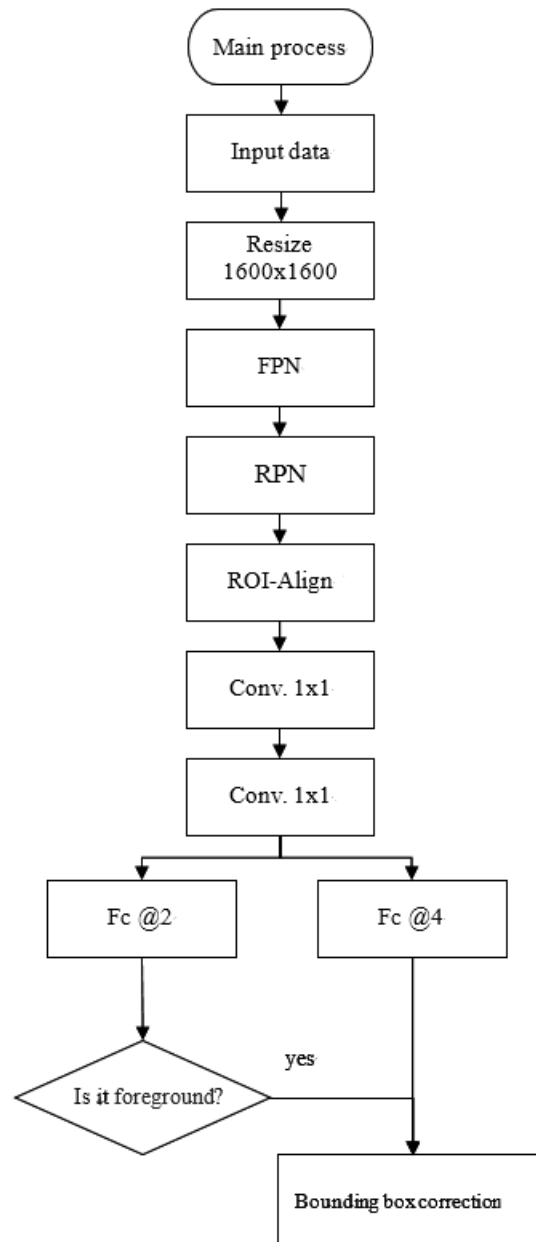 Main process
Input data
Resize
1600x1600
FPN
RPN
ROI-Align
Conv. 1x1
Conv. 1x1
Fc @2
Fc @4
yes
Is it foreground?
Bounding box correction